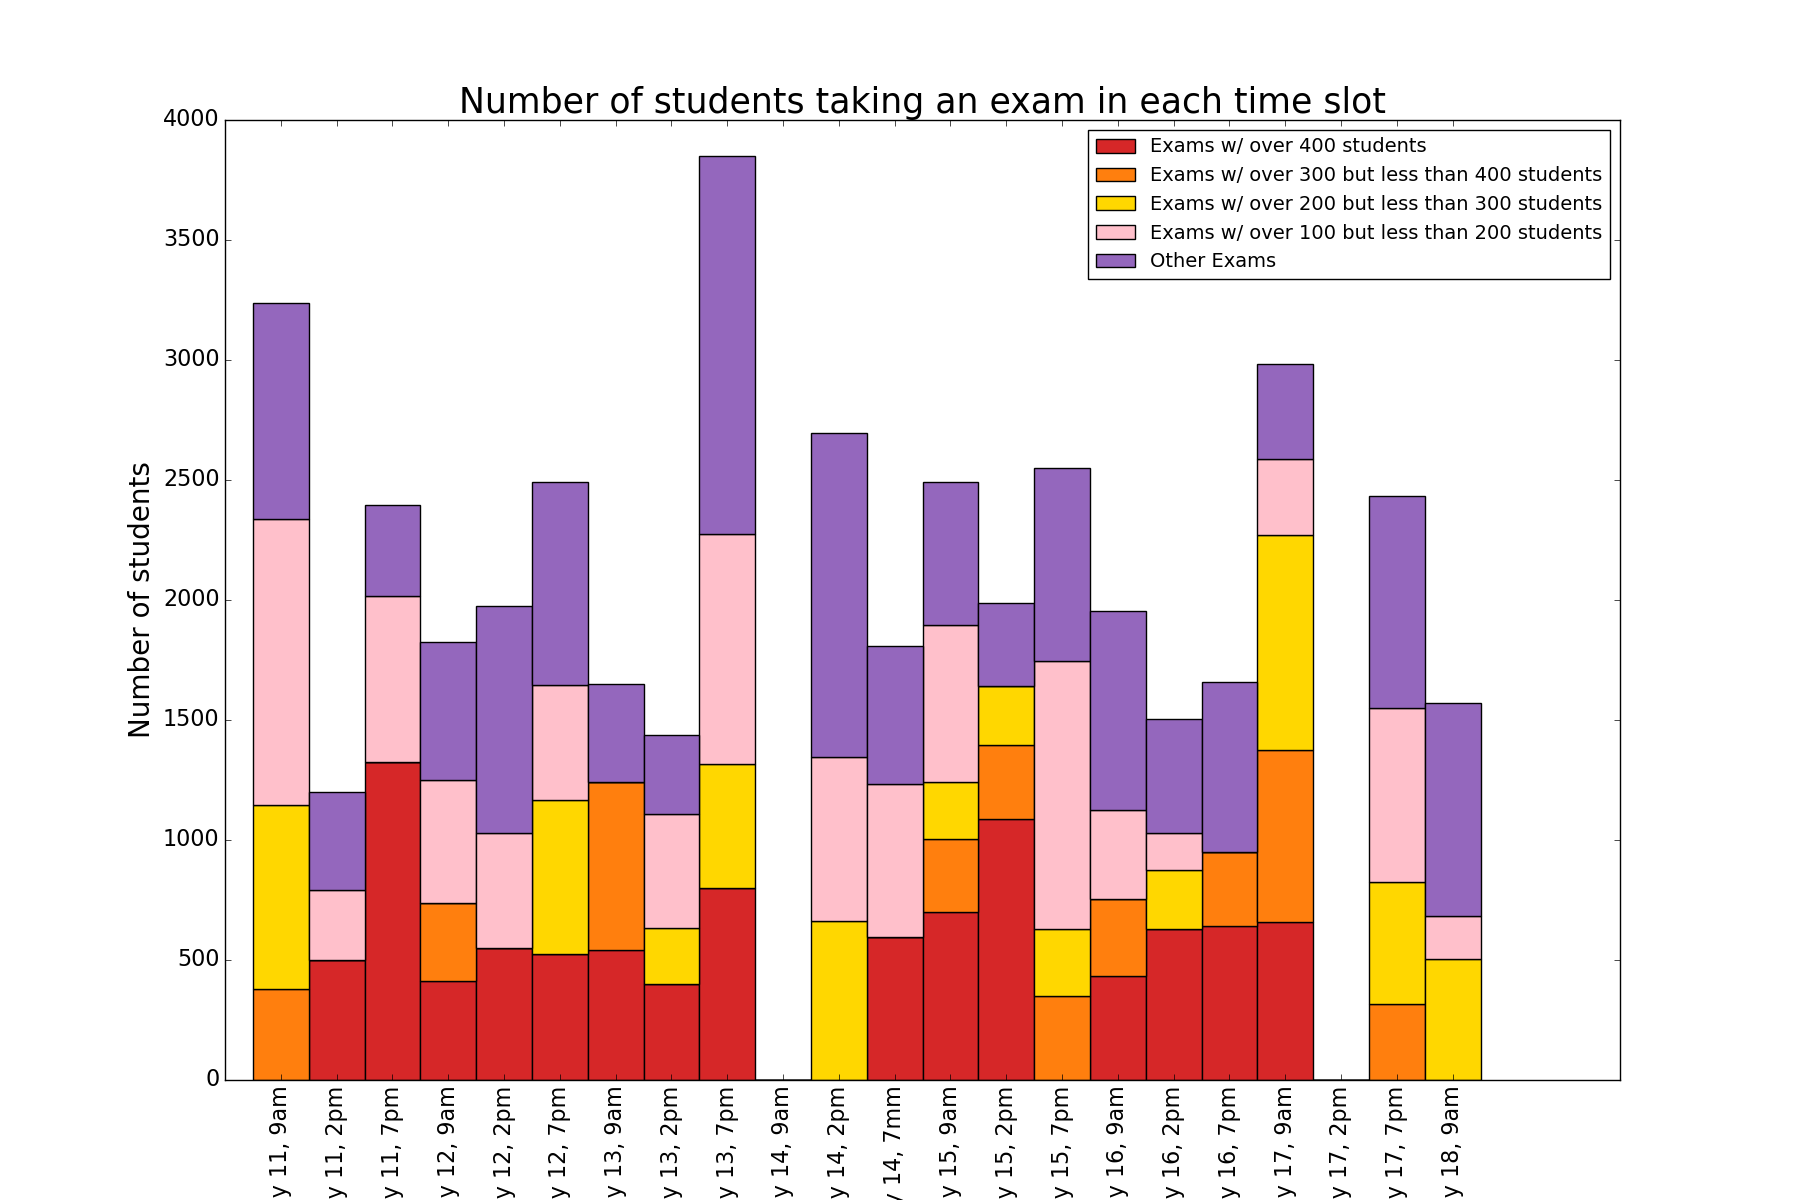 Number of students taking an exam in each time slot
4000
3500
3000
2500
2000
1500
1000
500
0
Number of students
Exams w/ over 400 students
Exams w/ over 300 but less than 400 students
Exams w/ over 200 but less than 300 students
Exams w/ over 100 but less than 200 students
Other Exams
y 11, 9am
y 11, 2pm
y 11, 7pm
y 12, 9am
y 12, 2pm
y 12, 7pm
y 13, 9am
y 13, 2pm
y 13, 7pm
y 14, 9am
y 14, 2pm
y 14, 7mm
y 15, 9am
y 15, 2pm
y 15, 7pm
y 16, 9am
y 16, 2pm
y 16, 7pm
y 17, 9am
y 17, 2pm
y 17, 7pm
y 18, 9am